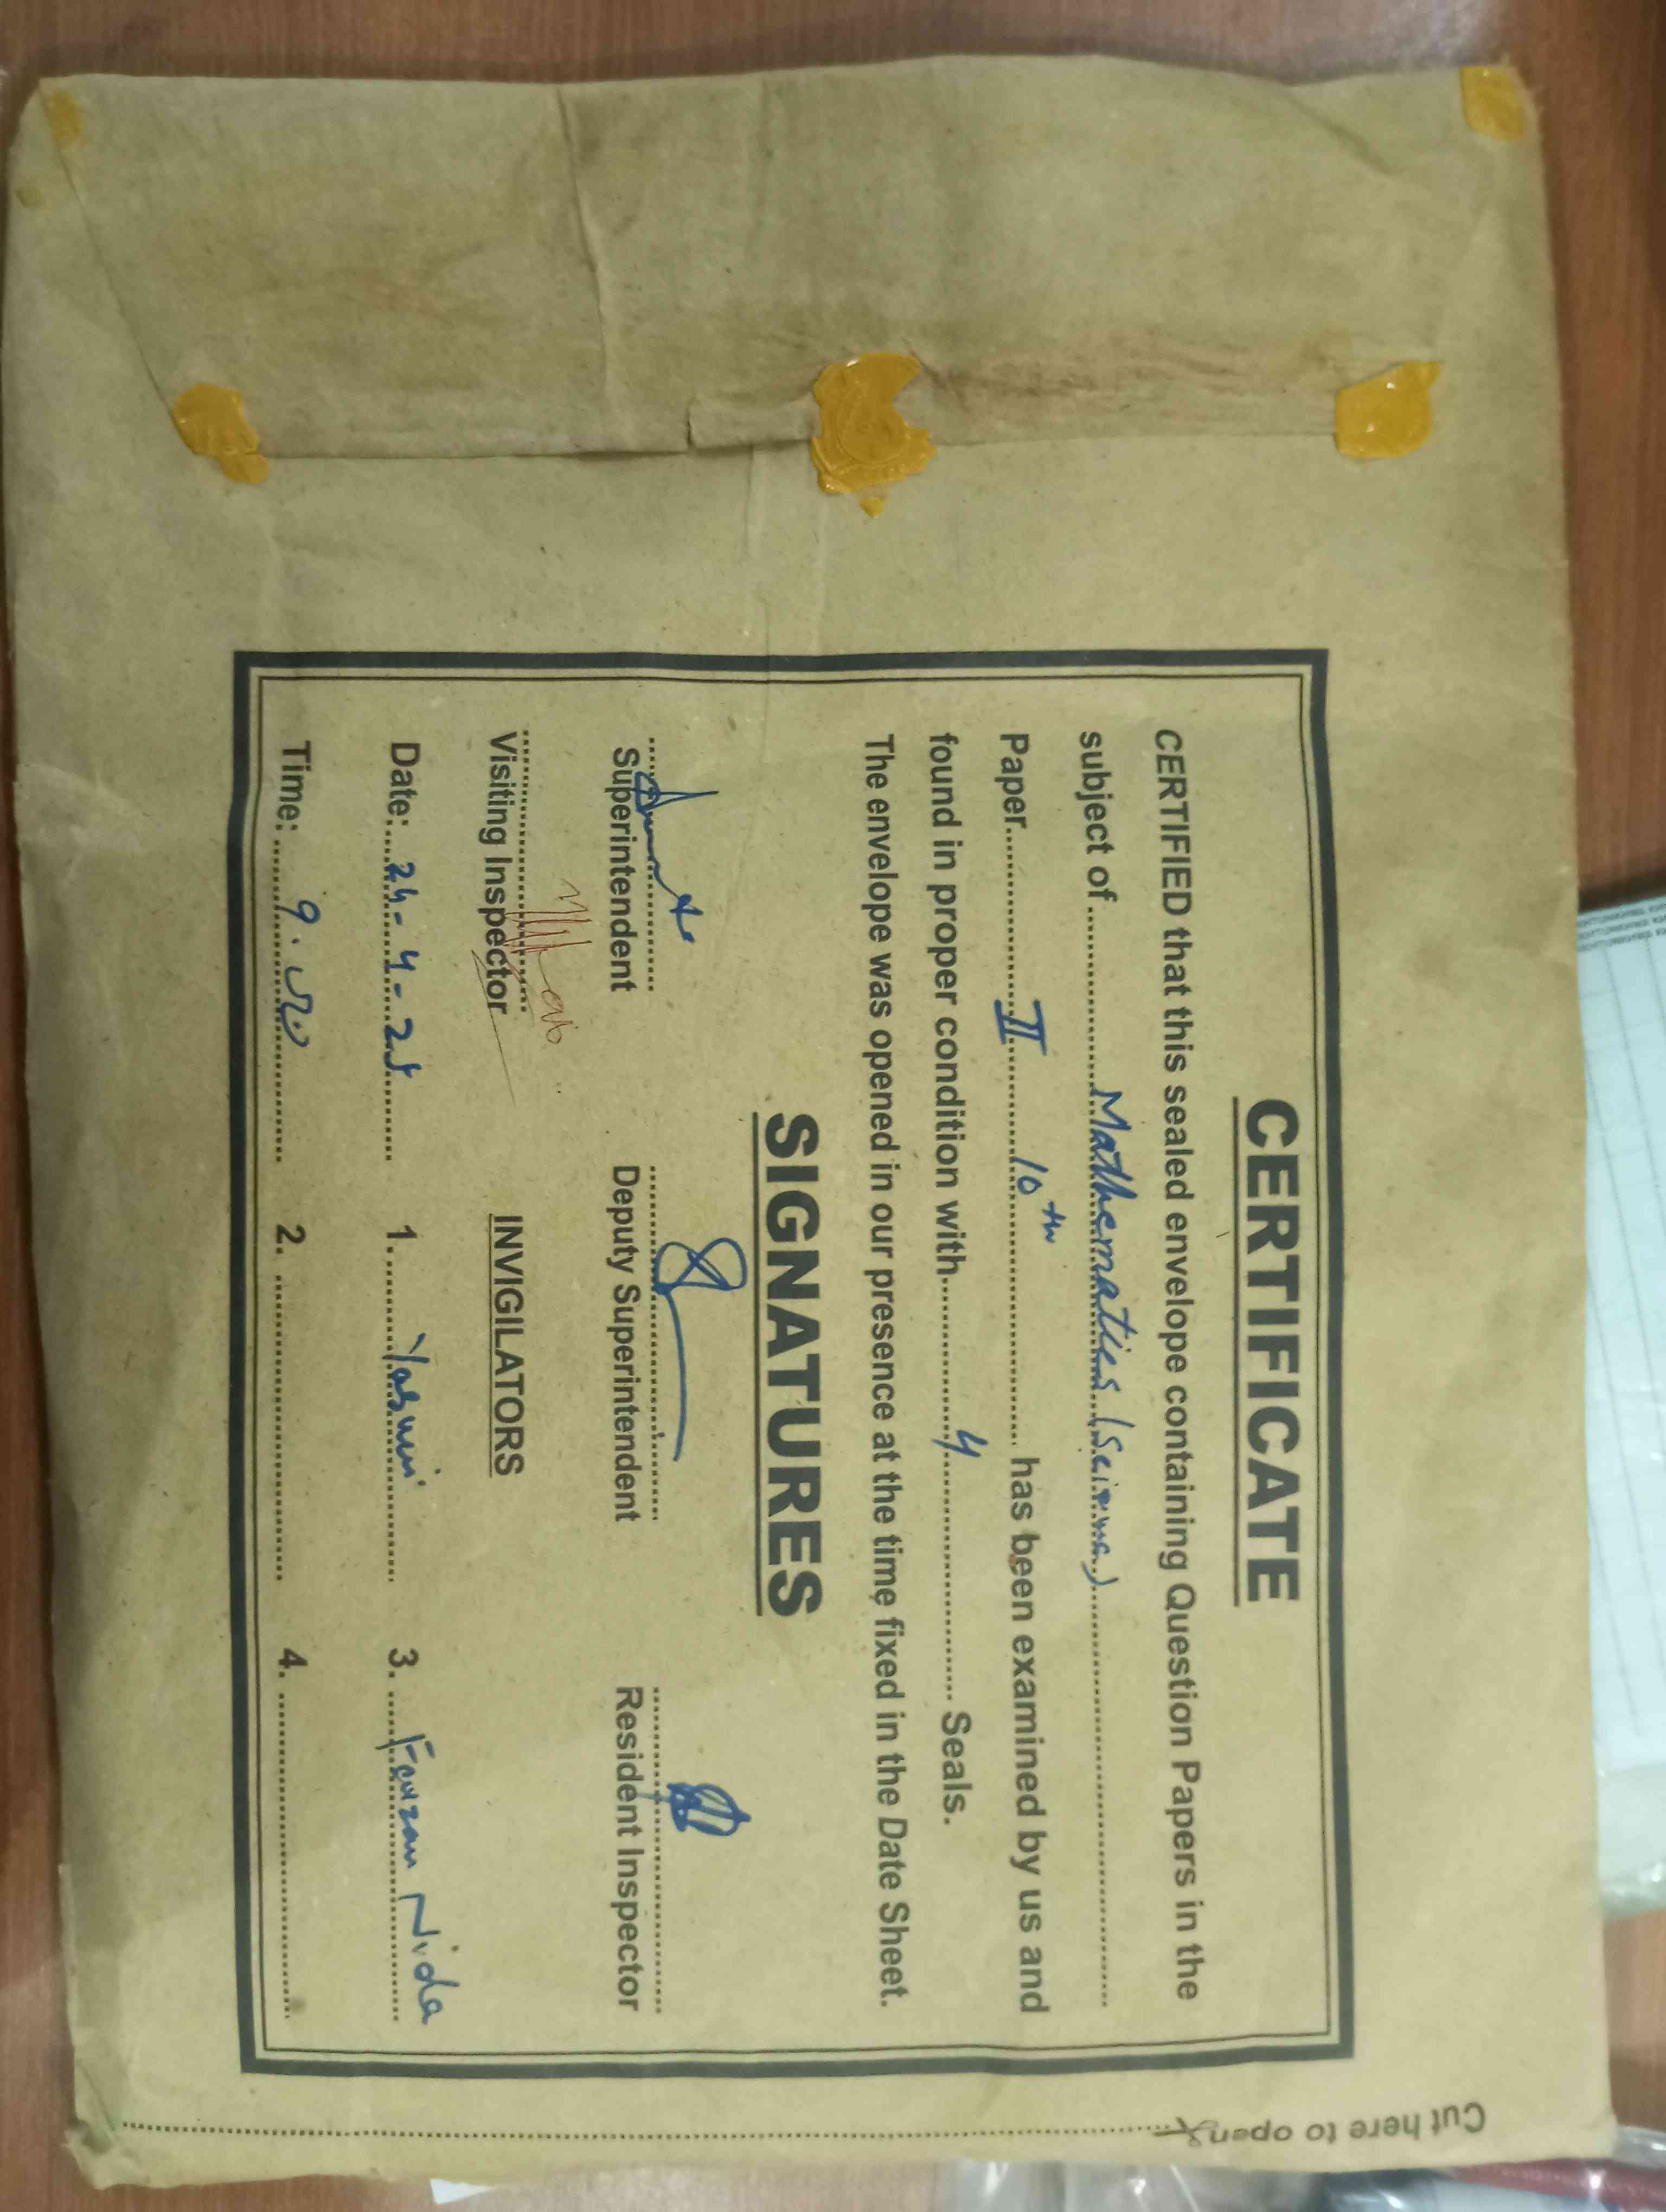 CERTIFICATE
CERTIFIED that this sealed envelope containing Question Papers in the
subject of Mathematics (Science)
Paper II 10th has been examined by us and
found in proper condition with 4 Seals.
The envelope was opened in our presence at the time fixed in the Date Sheet.
SIGNATURES
Superintendent Deputy Superintendent Resident Inspector
Visiting Inspector INVIGILATORS
Date: 24-4-25 1. Yasmin 3. Fouzan Nida
Time: 9. 2. 4.
Cut here to open